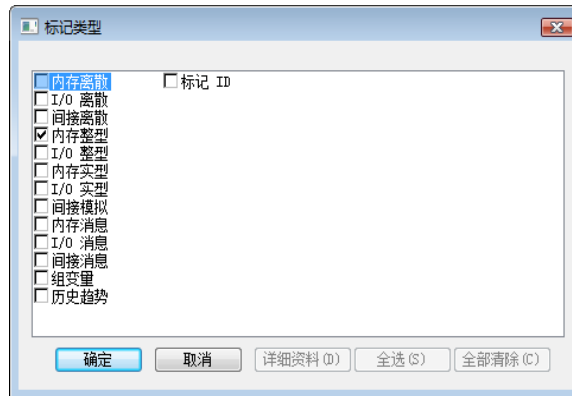 标记类型
内存离散
标记 ID
I/O 离散
间接离散
内存整型
I/O 整型
内存实型
I/O 实型
间接模拟
内存消息
I/O 消息
间接消息
组变量
历史趋势
确定 取消 详细资料(D) 全选(S) 全部清除(C)